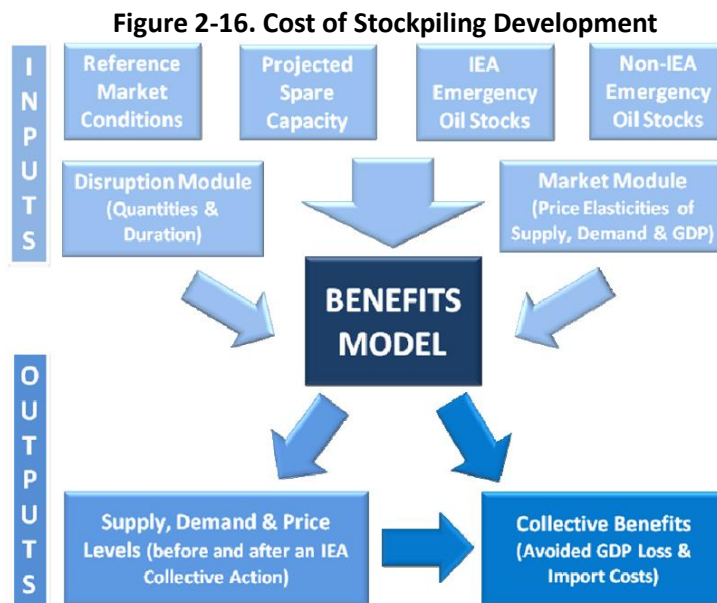 Figure 2-16. Cost of Stockpiling Development
INPUTS
Reference
Market
Conditions
Projected
Spare
Capacity
IEA
Emergency
Oil Stocks
Non-IEA
Emergency
Oil Stocks
Disruption Module
(Quantities &
Duration)
Market Module
(Price Elasticities of
Supply, Demand & GDP)
BENEFITS
MODEL
OUTPUTS
Supply, Demand & Price
Levels (before and after an IEA
Collective Action)
Collective Benefits
(Avoided GDP Loss &
Import Costs)